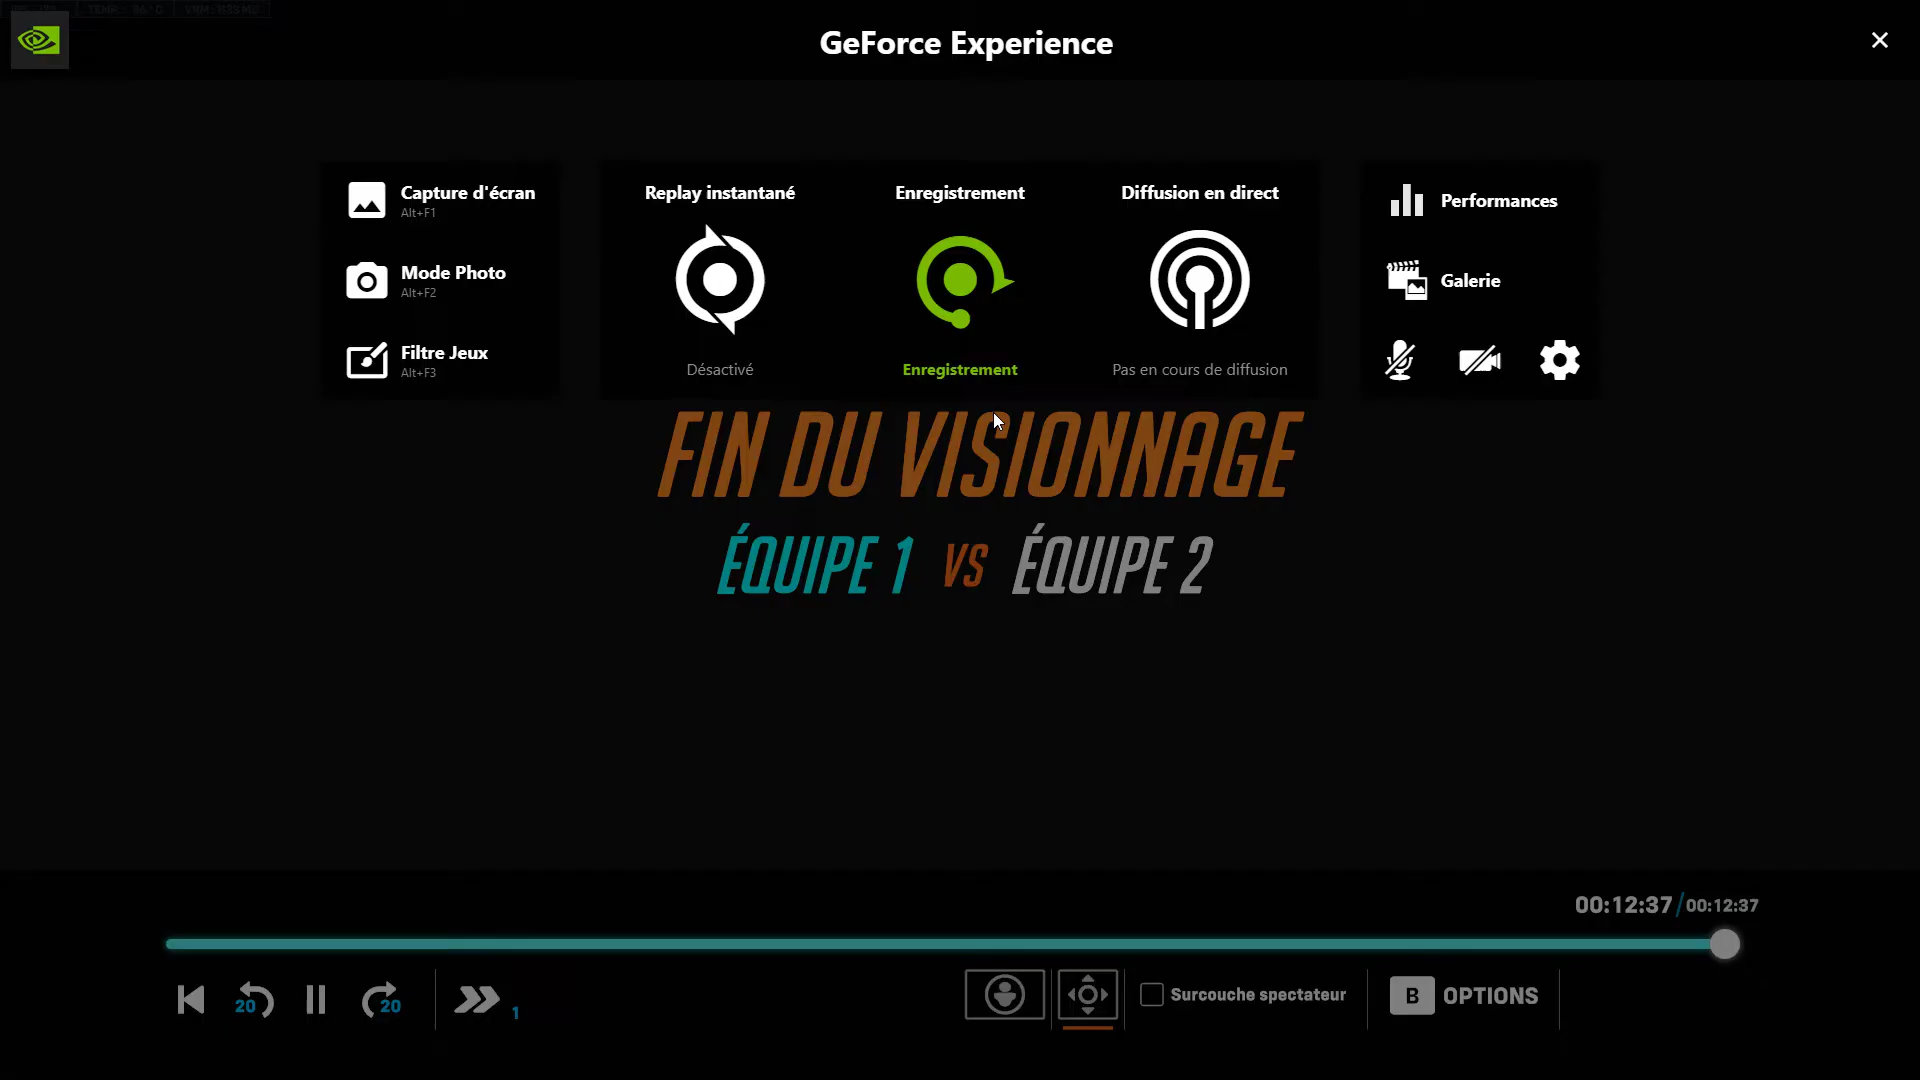 GeForce Experience
Capture d'écran
Alt+F1
Mode Photo
Alt+F2
Filtre Jeux
Alt+F3
Replay instantané
Désactivé
Enregistrement
Enregistrement
Diffusion en direct
Pas en cours de diffusion
Performances
Galerie
FIN DU VISIONNAGE
ÉQUIPE 1 VS ÉQUIPE 2
00:12:37/00:12:37
20
20
1
Surcouche spectateur
B OPTIONS